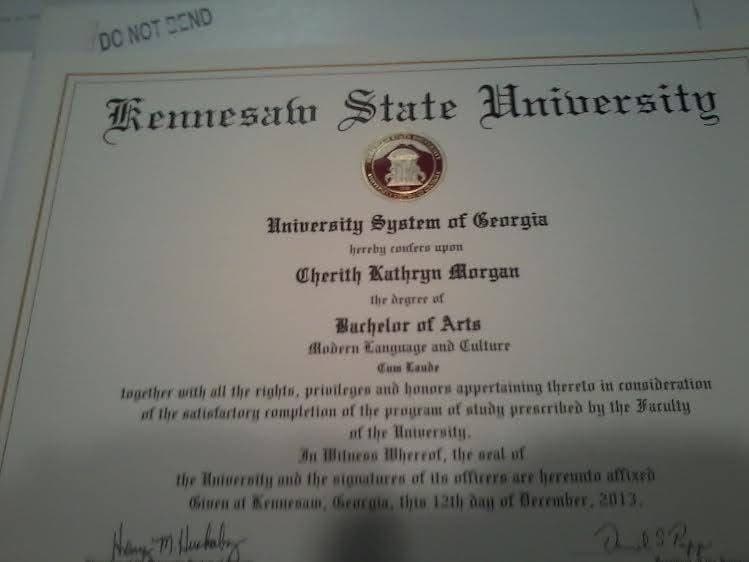 DO NOT BEND
Kennesaw State University
University System of Georgia
hereby confers upon
Cherith Kathryn Morgan
the degree of
Bachelor of Arts
Modern Language and Culture
Cum Laude
together with all the rights, privileges and honors appertaining thereto in consideration
of the satisfactory completion of the program of study prescribed by the Faculty
of the University.
In Witness Whereof, the seal of
the University and the signatures of its officers are hereunto affixed
Given at Kennesaw, Georgia, this 12th day of December, 2013.